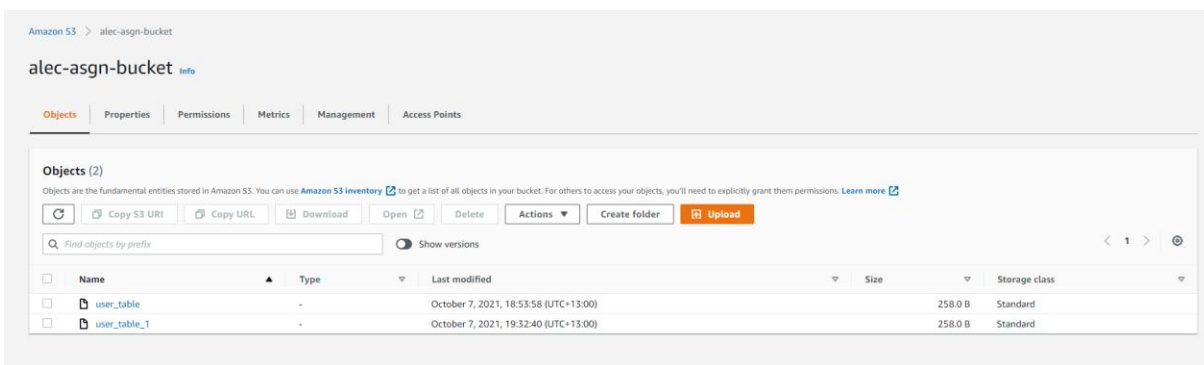 Amazon S3 > alec-asgn-bucket
alec-asgn-bucket Info
Objects Properties Permissions Metrics Management Access Points
Objects (2)
Objects are the fundamental entities stored in Amazon S3. You can use Amazon S3 inventory to get a list of all objects in your bucket. For others to access your objects, you'll need to explicitly grant them permissions. Learn more
Copy S3 URI Copy URL Download Open Delete Actions Create folder Upload
Find objects by prefix Show versions < 1 >
Name Type Last modified Size Storage class
user_table - October 7, 2021, 18:53:58 (UTC+13:00) 258.0 B Standard
user_table_1 - October 7, 2021, 19:32:40 (UTC+13:00) 258.0 B Standard